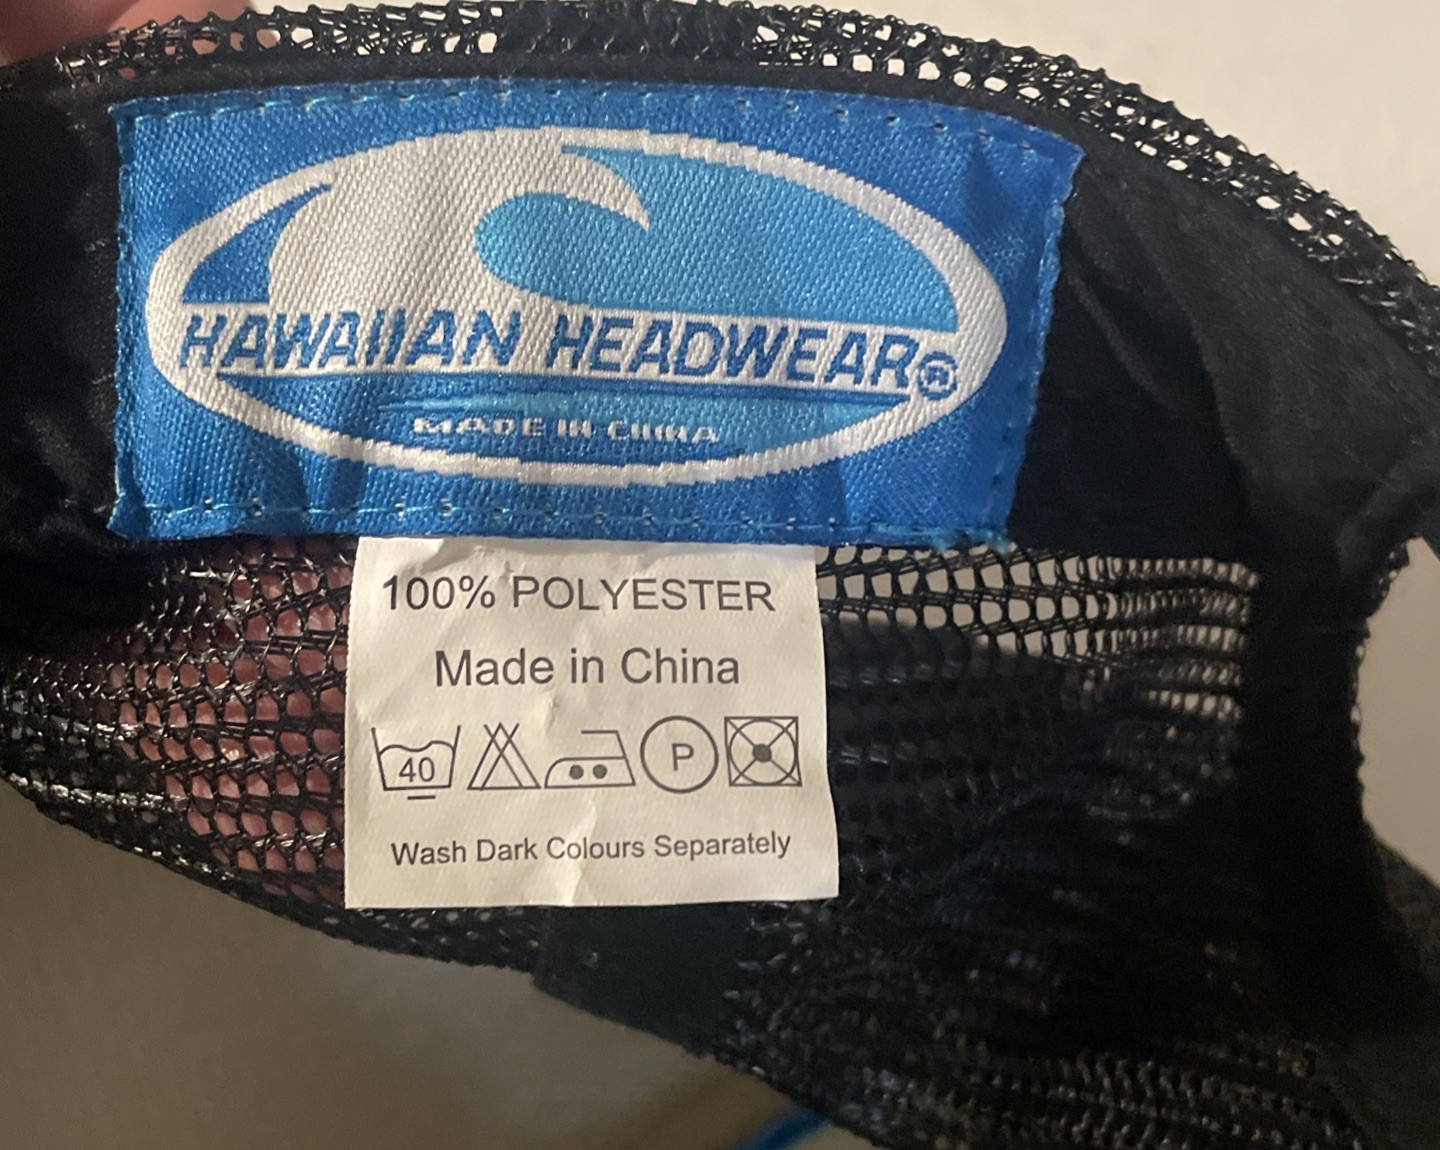 HAWAIIAN HEADWEAR®
MADE IN CHINA
100% POLYESTER
Made in China
40 P
Wash Dark Colours Separately